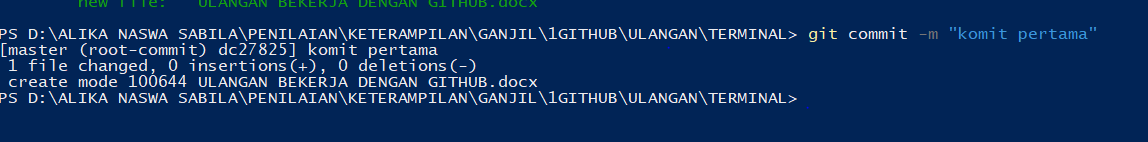 new file:   ULANGAN BEKERJA DENGAN GITHUB.docx
PS D:\ALIKA NASWA SABILA\PENILAIAN\KETERAMPILAN\GANJIL\1GITHUB\ULANGAN\TERMINAL> git commit -m "komit pertama"
[master (root-commit) dc27825] komit pertama
1 file changed, 0 insertions(+), 0 deletions(-)
create mode 100644 ULANGAN BEKERJA DENGAN GITHUB.docx
PS D:\ALIKA NASWA SABILA\PENILAIAN\KETERAMPILAN\GANJIL\1GITHUB\ULANGAN\TERMINAL>